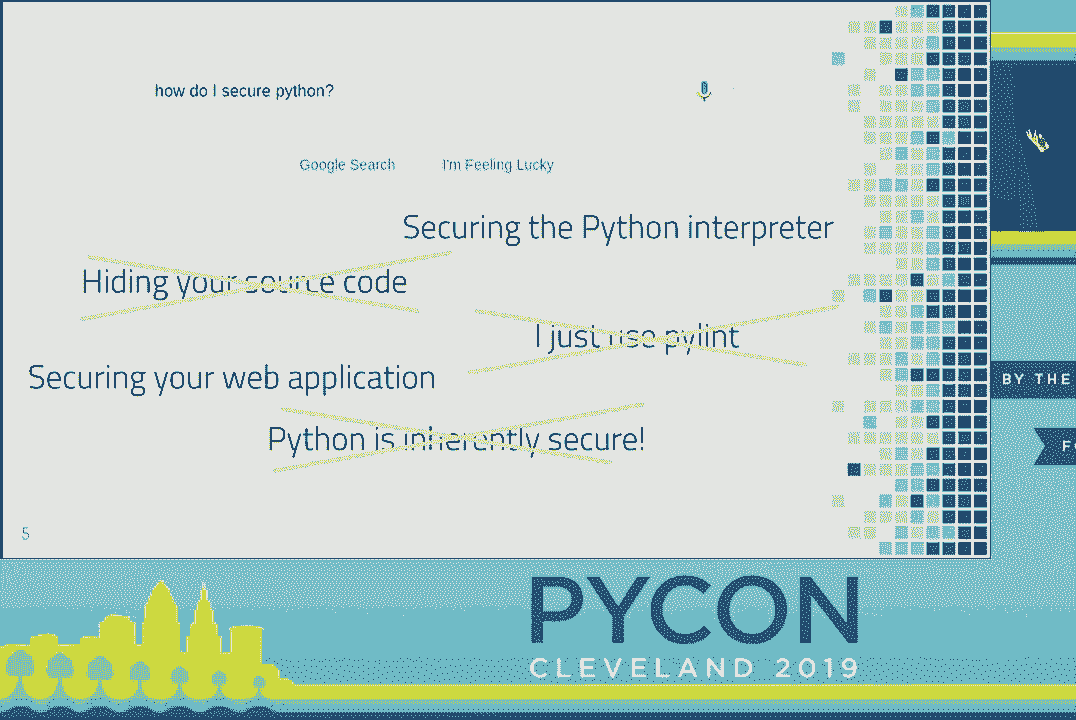 how do I secure python?
Google Search I'm Feeling Lucky
Securing the Python interpreter
Hiding your source code
I just use pylint
Securing your web application
Python is inherently secure!
5
BY THE
PYCON
CLEVELAND 2019